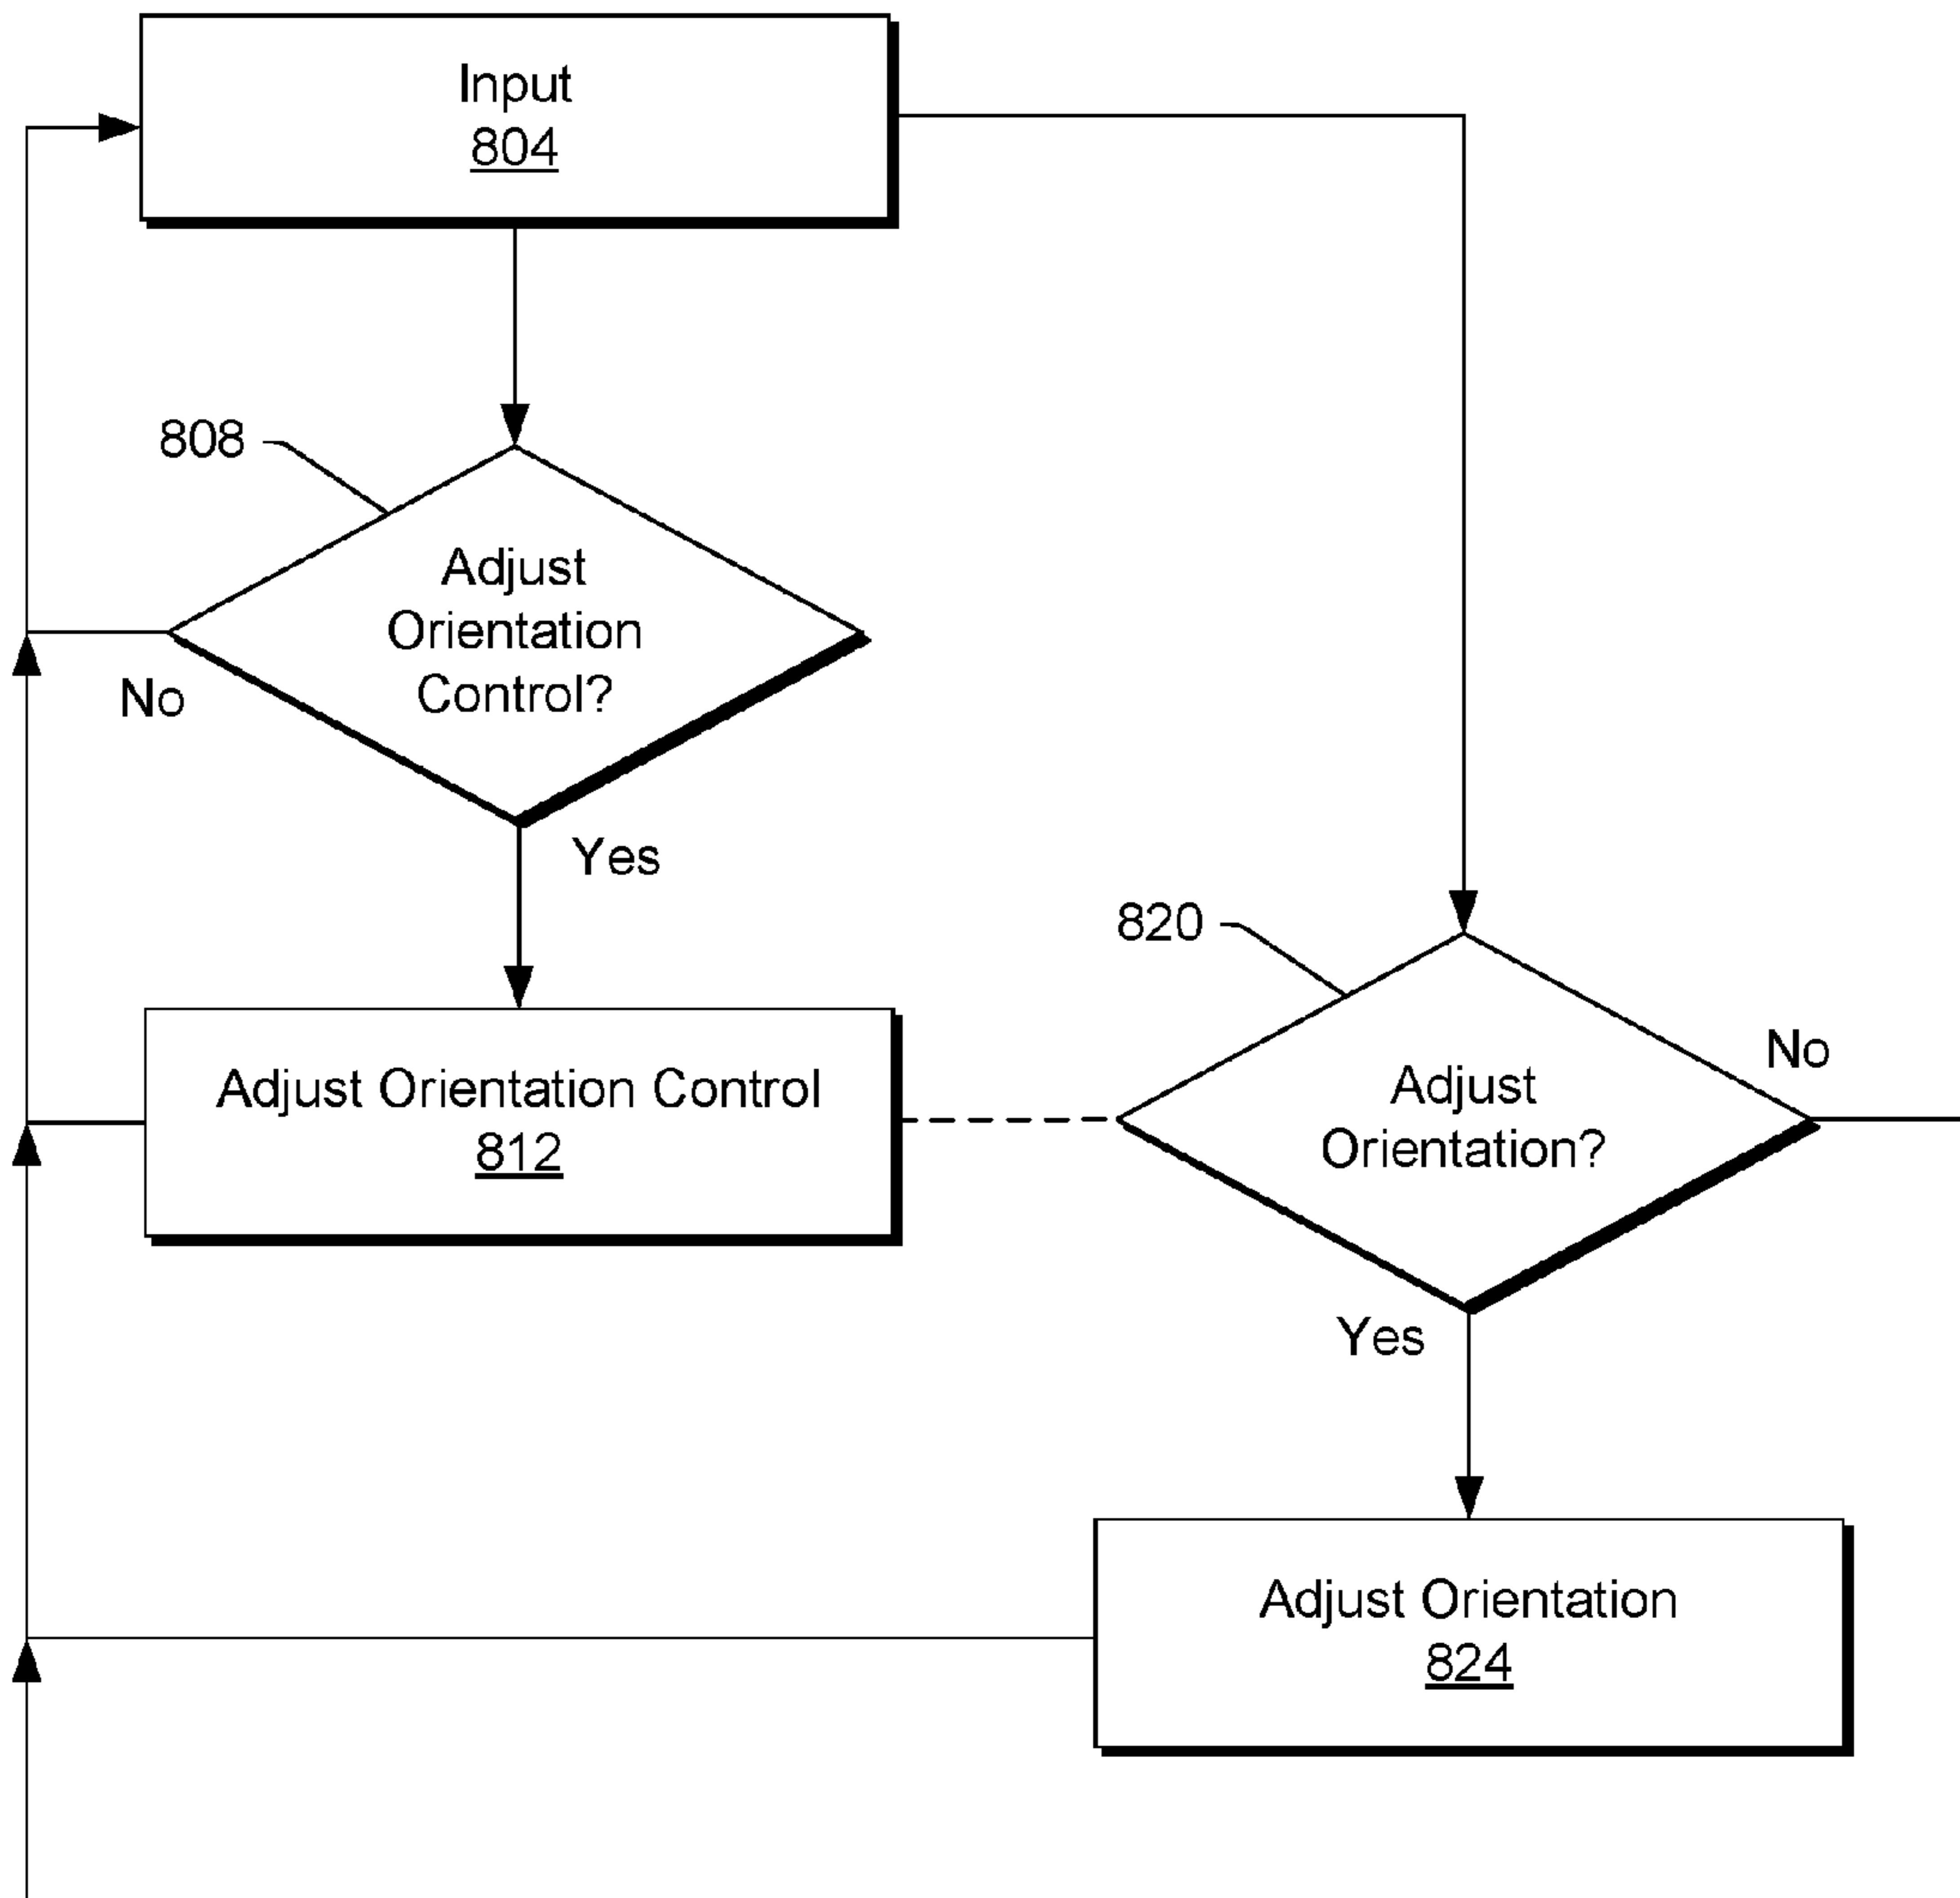 Input
804
808
Adjust
Orientation
Control?
No
Yes
Adjust Orientation Control
812
820
Adjust
Orientation?
No
Yes
Adjust Orientation
824